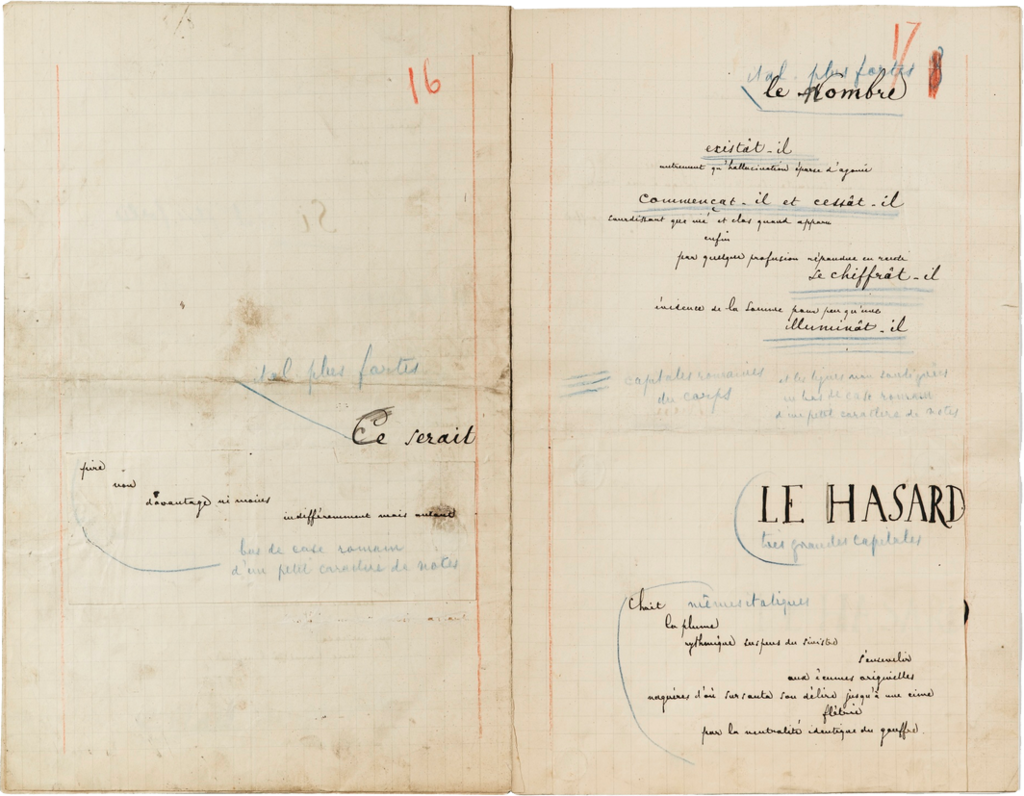 16
ital. plus fortes
Ce serait
pire
non
davantage ni moins
indifféremment mais autant
bas de casse romain
d'un petit caractère de notes
17
ital. plus fortes
le nombre
existât-il
autrement qu'hallucination éparse d'agonie
commençât-il et cessât-il
sourdissant que nié et clos quand apparu
enfin
par quelque profusion répandue en rareté
se chiffrât-il
évidence de la somme pour peu qu'une
illuminât-il
capitales romaines
du corps
et les lignes non soulignées
en bas de casse romain
d'un petit caractère de notes
LE HASARD
très grandes capitales
Choit
mêmes italiques
la plume
rythmique suspens du sinistre
s'ensevelir
aux écumes originelles
naguères d'où sursauta son délire jusqu'à une cime
flétrie
par la neutralité identique du gouffre.